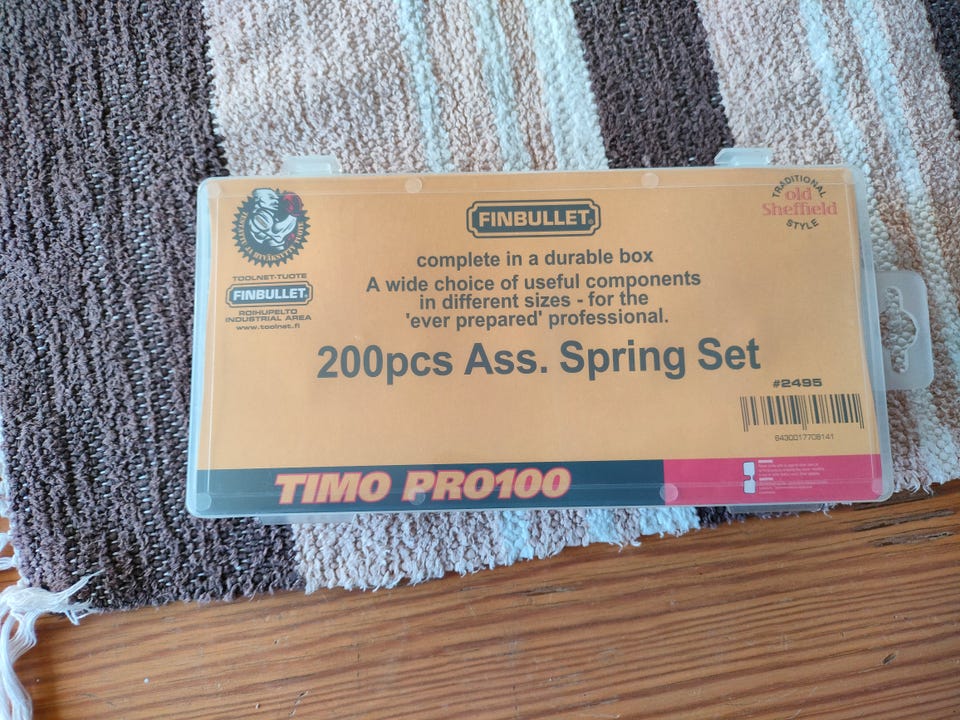 FINBULLET
complete in a durable box
A wide choice of useful components
in different sizes - for the
'ever prepared' professional.
200pcs Ass. Spring Set
TOOLNET-TUOTE
FINBULLET
ROIHUPELTO
INDUSTRIAL AREA
www.toolnet.fi
TRADITIONAL
old
Sheffield
STYLE
#2495
6430017708141
TIMO PRO100